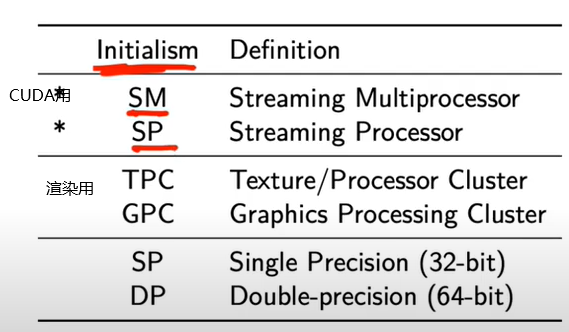 Initialism Definition
CUDA用 * SM Streaming Multiprocessor
* SP Streaming Processor
渲染用 TPC Texture/Processor Cluster
GPC Graphics Processing Cluster
SP Single Precision (32-bit)
DP Double-precision (64-bit)